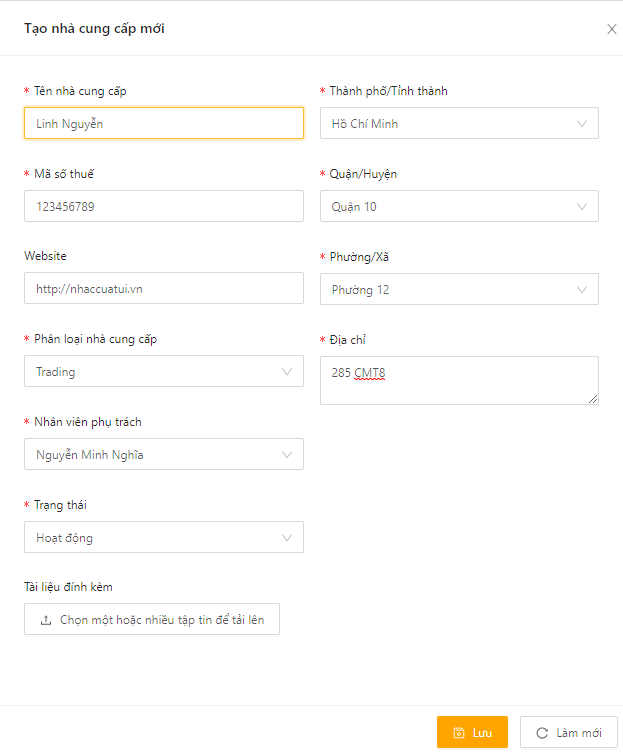 Tạo nhà cung cấp mới
* Tên nhà cung cấp
Linh Nguyễn
* Mã số thuế
123456789
Website
http://nhaccuatui.vn
* Phân loại nhà cung cấp
Trading
* Nhân viên phụ trách
Nguyễn Minh Nghĩa
* Trạng thái
Hoạt động
Tài liệu đính kèm
Chọn một hoặc nhiều tập tin để tải lên
* Thành phố/Tỉnh thành
Hồ Chí Minh
* Quận/Huyện
Quận 10
* Phường/Xã
Phường 12
* Địa chỉ
285 CMT8
Lưu
Làm mới